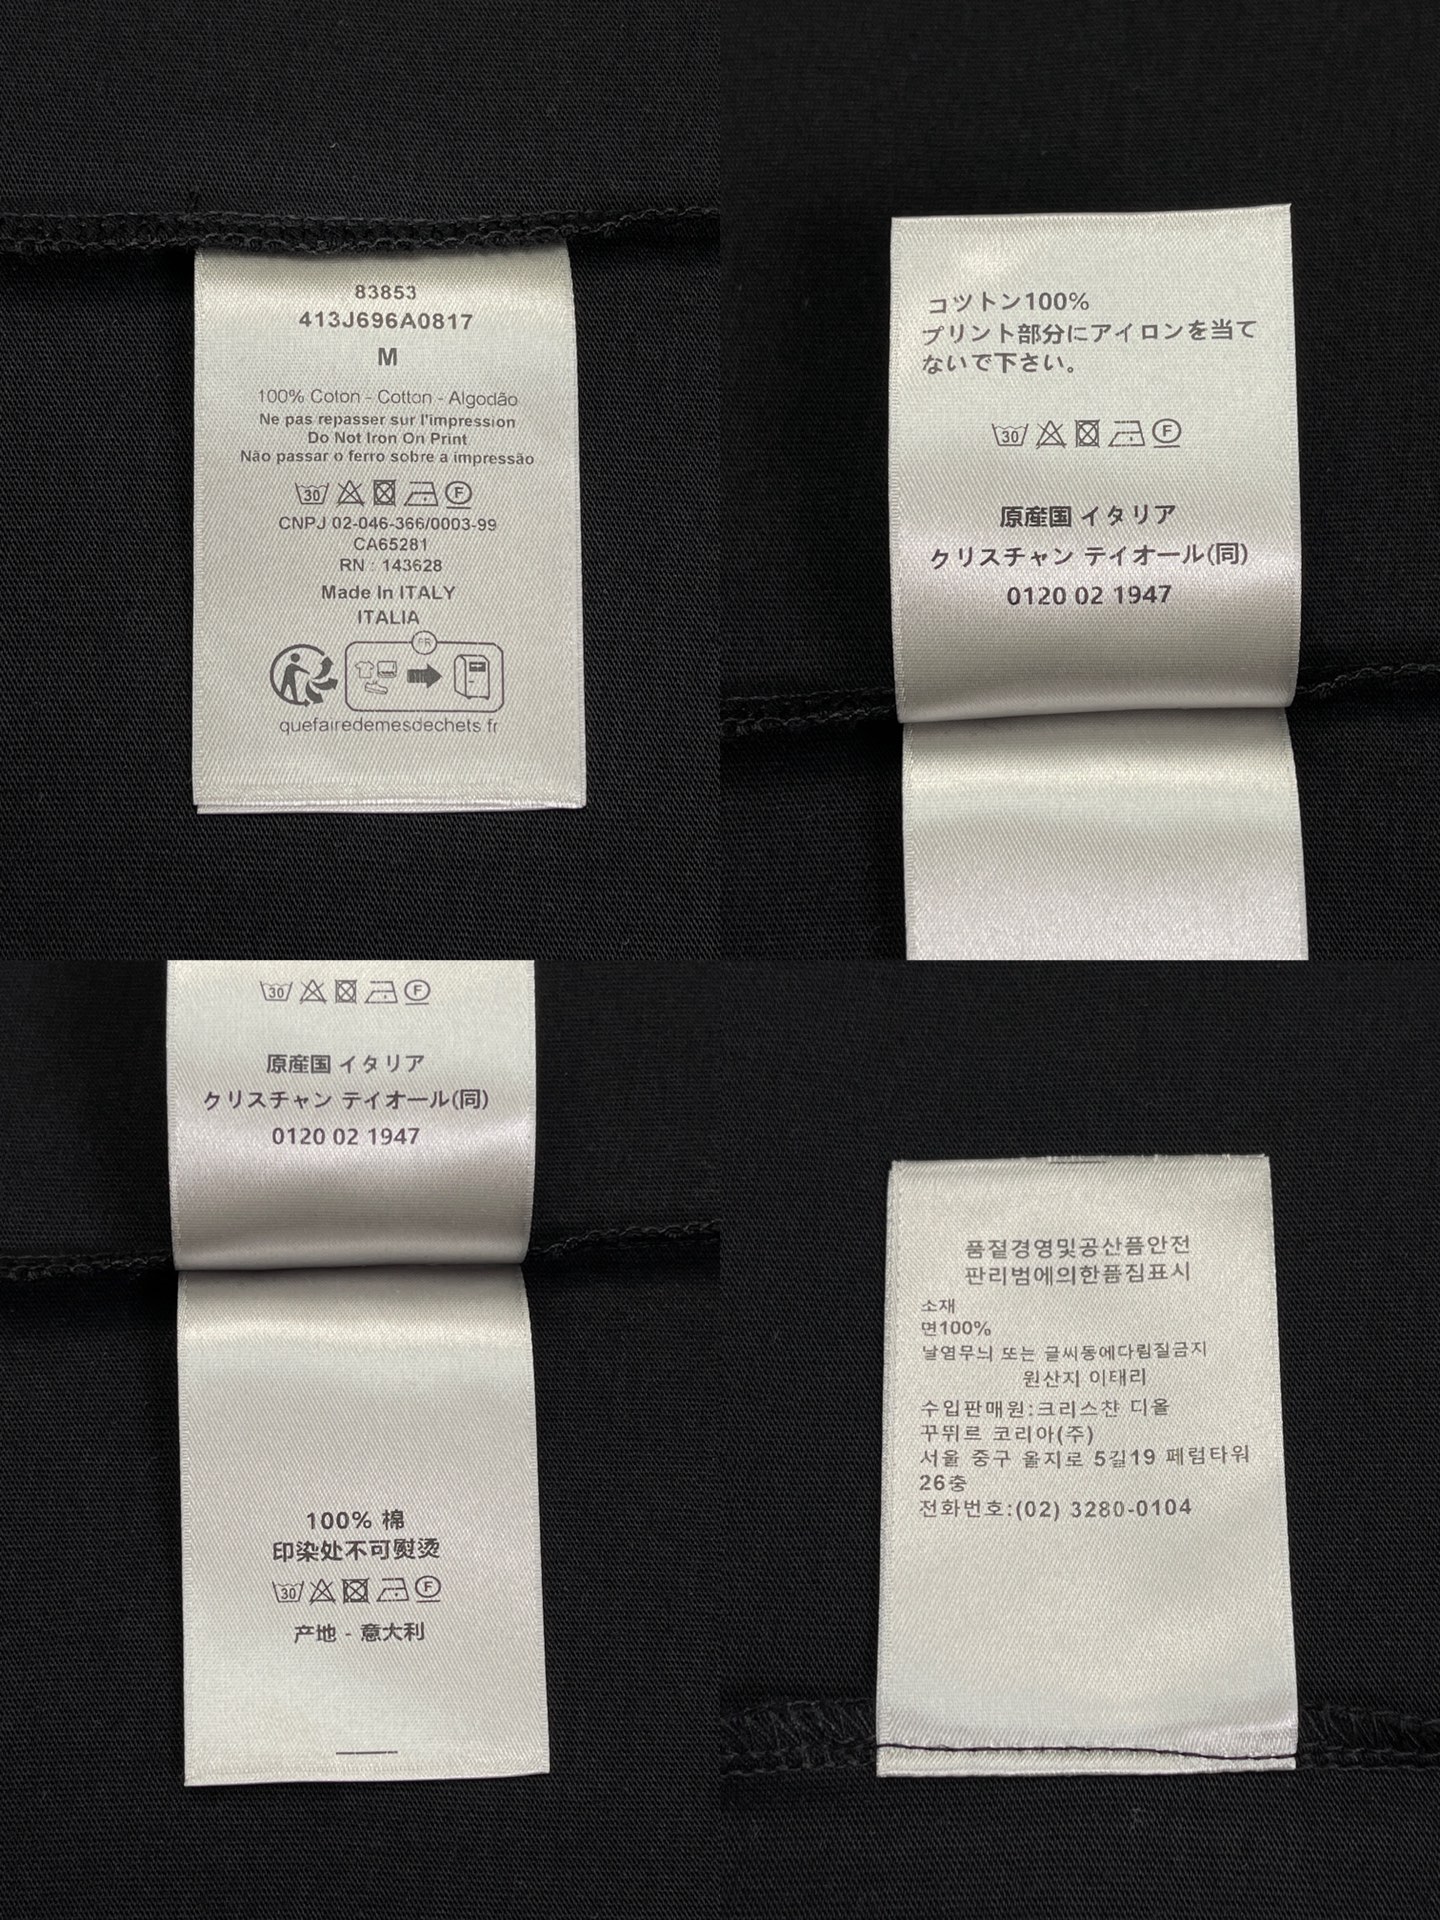 83853
413J696A0817
M
100% Coton - Cotton - Algodão
Ne pas repasser sur l'impression
Do Not Iron On Print
Não passar o ferro sobre a impressão
30 F
CNPJ 02-046-366/0003-99
CA65281
RN : 143628
Made In ITALY
ITALIA
FR
quefairedemesdechets fr
コツトン100%
プリント部分にアイロンを当て
ないで下さい。
30 F
原産国 イタリア
クリスチャン テイオール(同)
0120 02 1947
30 F
原産国 イタリア
クリスチャン テイオール(同)
0120 02 1947
100% 棉
印染处不可熨烫
30 F
产地 - 意大利
품절경영및공산픔안전
판리범에의한픔짐표시
소재
면100%
날염무늬 또는 글씨동에다림질금지
원산지 이태리
수입판매원:크리스챤 디올
꾸뛰르 코리아(주)
서울 중구 올지로 5길19 페럼타워
26충
전화번호:(02) 3280-0104